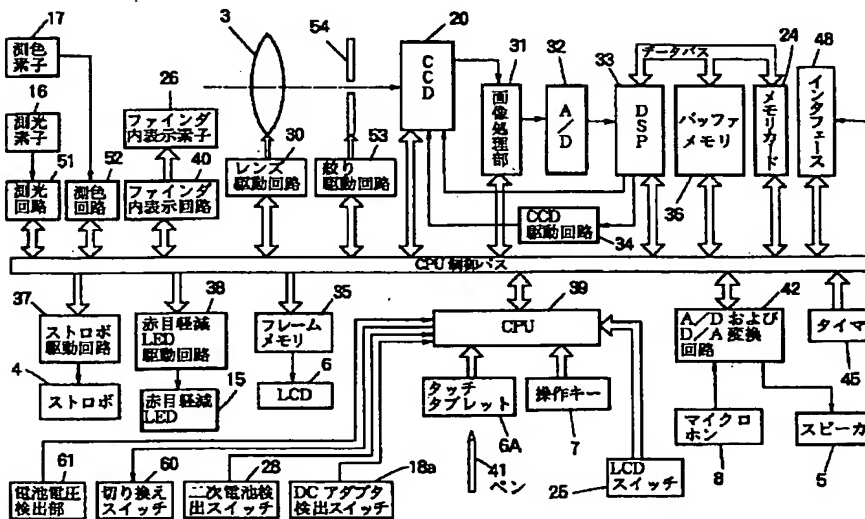 17
測色
素子
16
測光素子
51
測光
回路
52
測色
回路
26
ファインダ
内表示素子
40
ファインダ
内表示回路
3
30
レンズ
駆動回路
54
53
絞り駆
動回路
20
CCD
31
画像処理部
32
A/D
33
DSP
データバス
バッファ
メモリ
36
24
メモリカード
48
インタフェース
CCD
駆動回路
34
CPU制御バス
37
ストロボ
駆動回路
4
ストロボ
38
赤目軽減
LED
駆動回路
15
赤目軽減
LED
35
フレーム
メモリ
6
LCD
39
CPU
タッチ
タブレット
6A
操作キー
7
41
ペン
42
A/Dおよび
D/A変換
回路
タイマ
45
マイクロ
ホン
8
スピーカ
5
61
電池電圧
検出部
60
切り換え
スイッチ
28
二次電池検
出スイッチ
18a
DCアダプタ
検出スイッチ
25
LCD
スイッチ